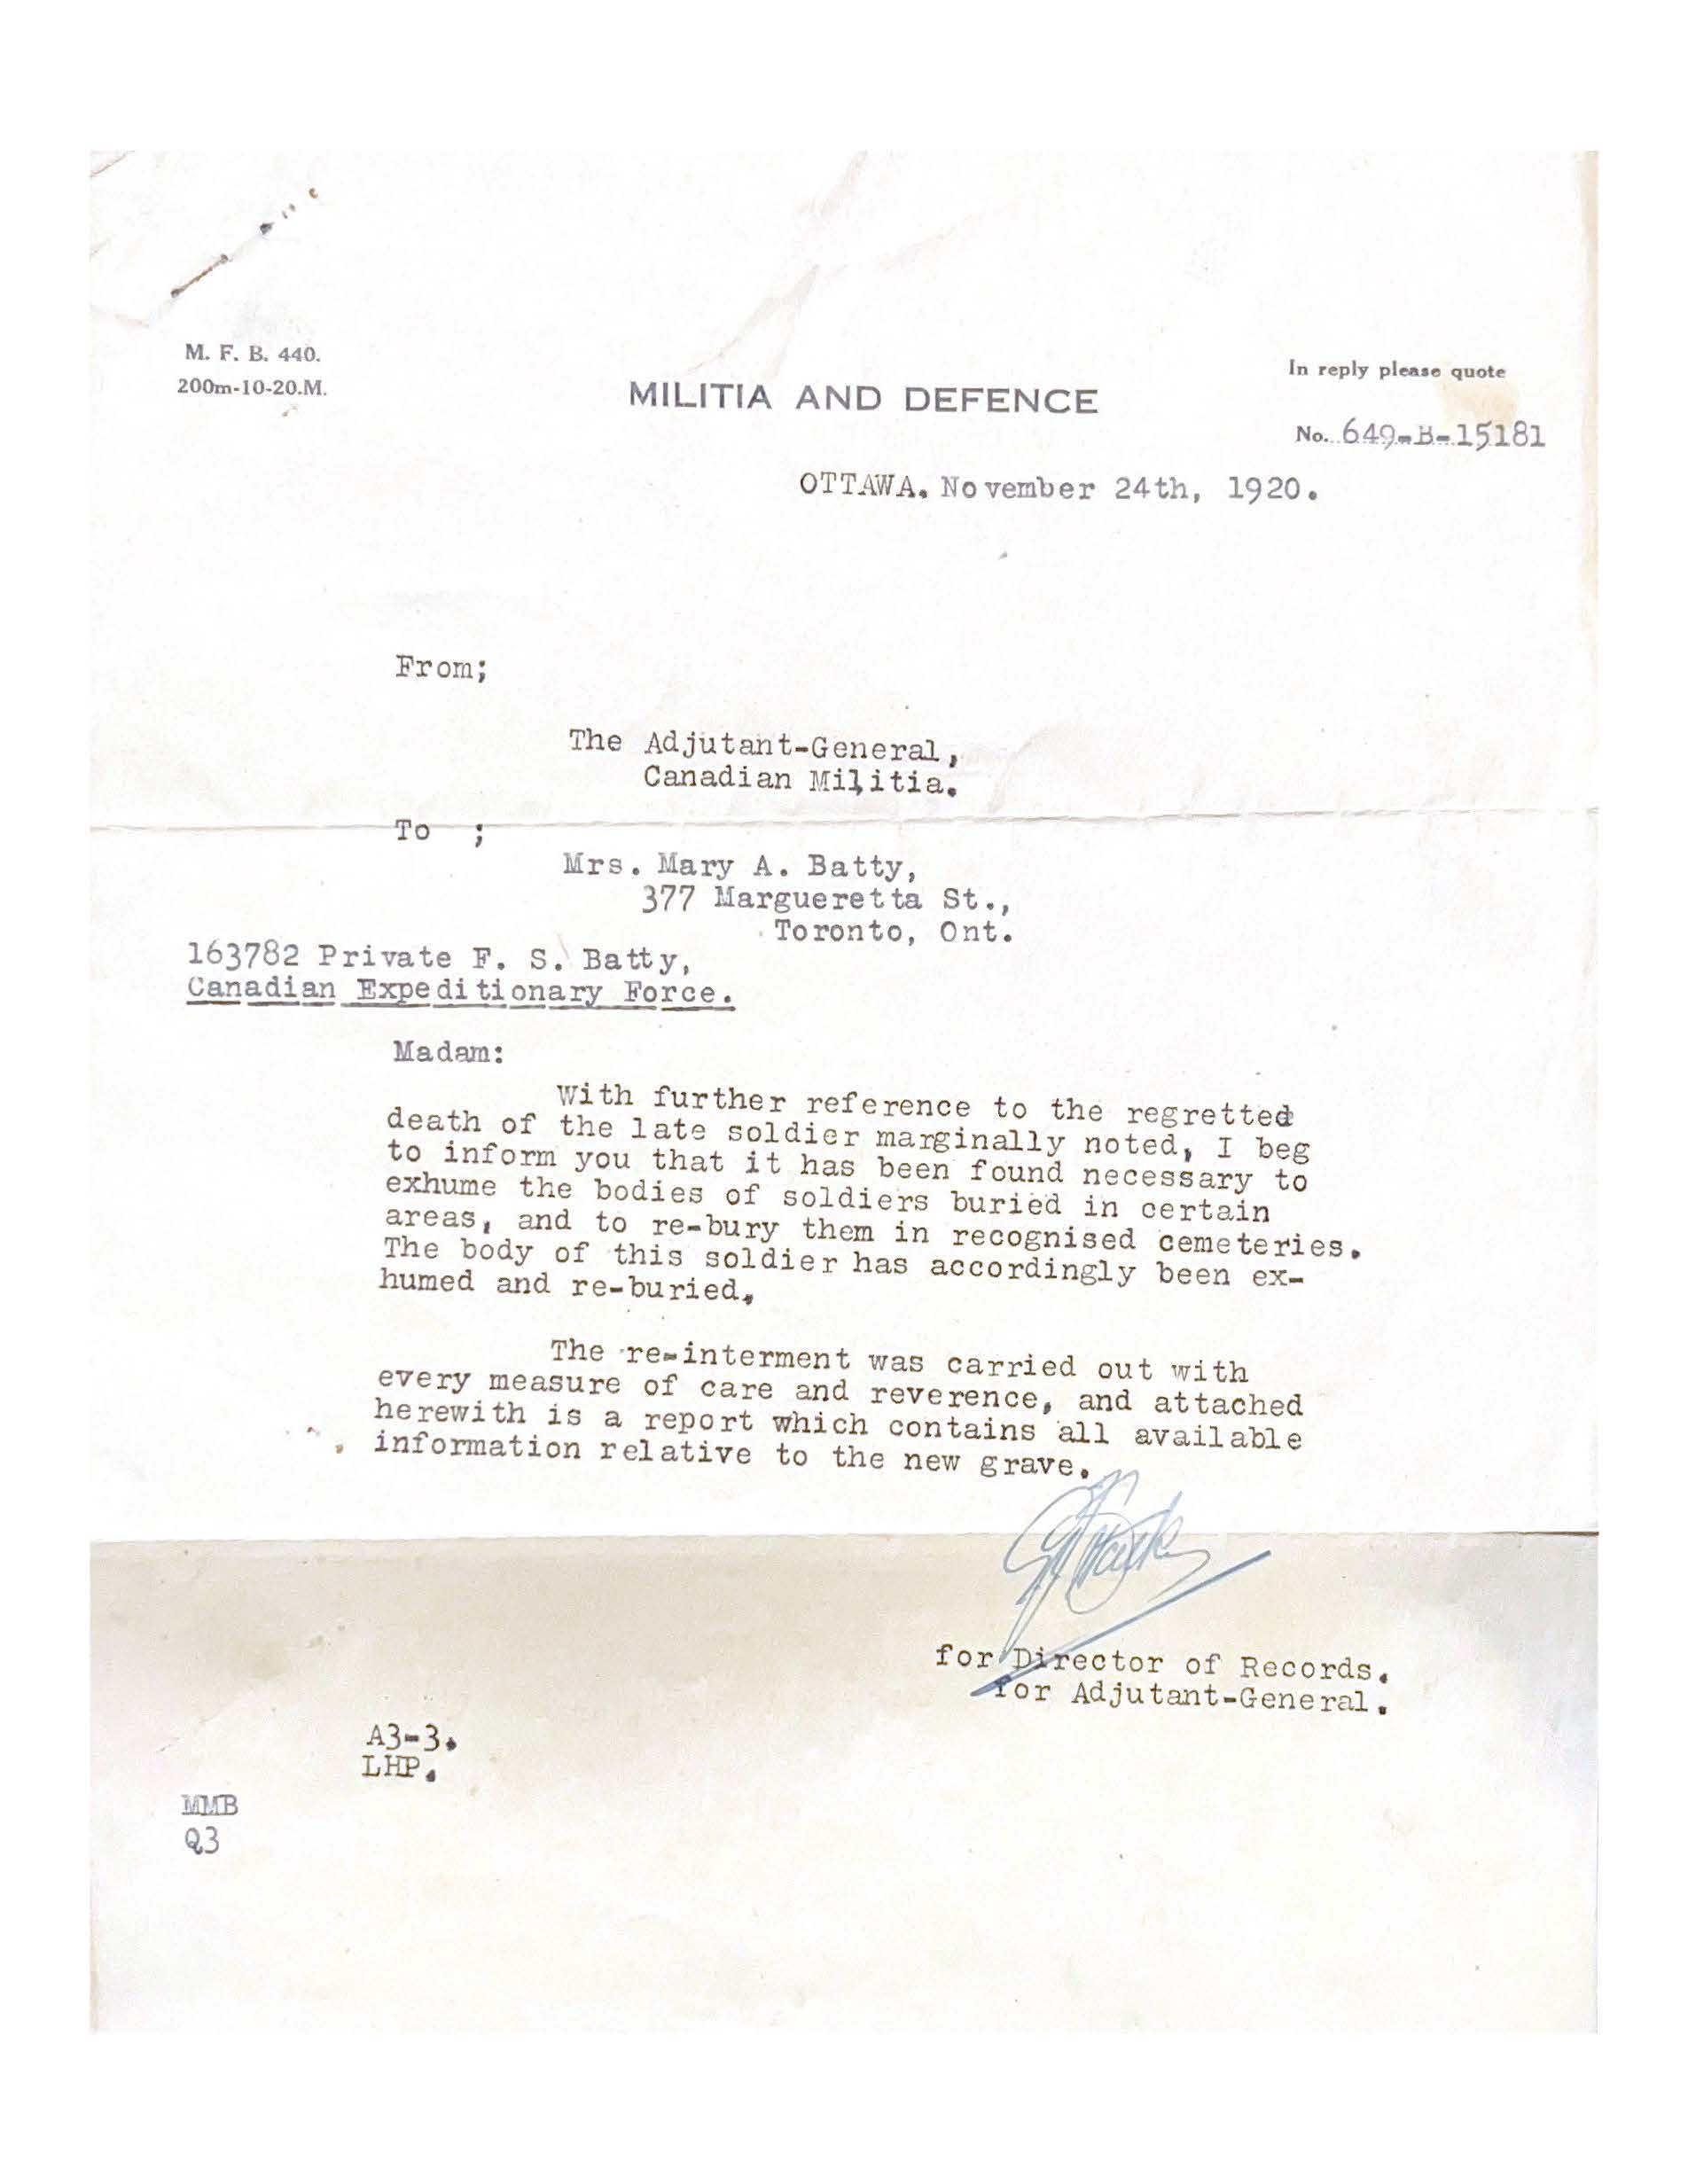 M. F. B. 440.
200m-10-20.M.
In reply please quote
MILITIA AND DEFENCE
No. 649-B-15181
OTTAWA. November 24th, 1920.
From;
The Adjutant-General,
Canadian Militia.
To ;
Mrs. Mary A. Batty,
377 Margueretta St.,
Toronto, Ont.
163782 Private F. S. Batty,
Canadian Expeditionary Force.
Madam:
With further reference to the regretted
death of the late soldier marginally noted, I beg
to inform you that it has been found necessary to
exhume the bodies of soldiers buried in certain
areas, and to re-bury them in recognised cemeteries.
The body of this soldier has accordingly been ex-
humed and re-buried.
The re-interment was carried out with
every measure of care and reverence, and attached
herewith is a report which contains all available
information relative to the new grave.
for Director of Records.
for Adjutant-General.
A3-3.
LHP.
MMB
Q3